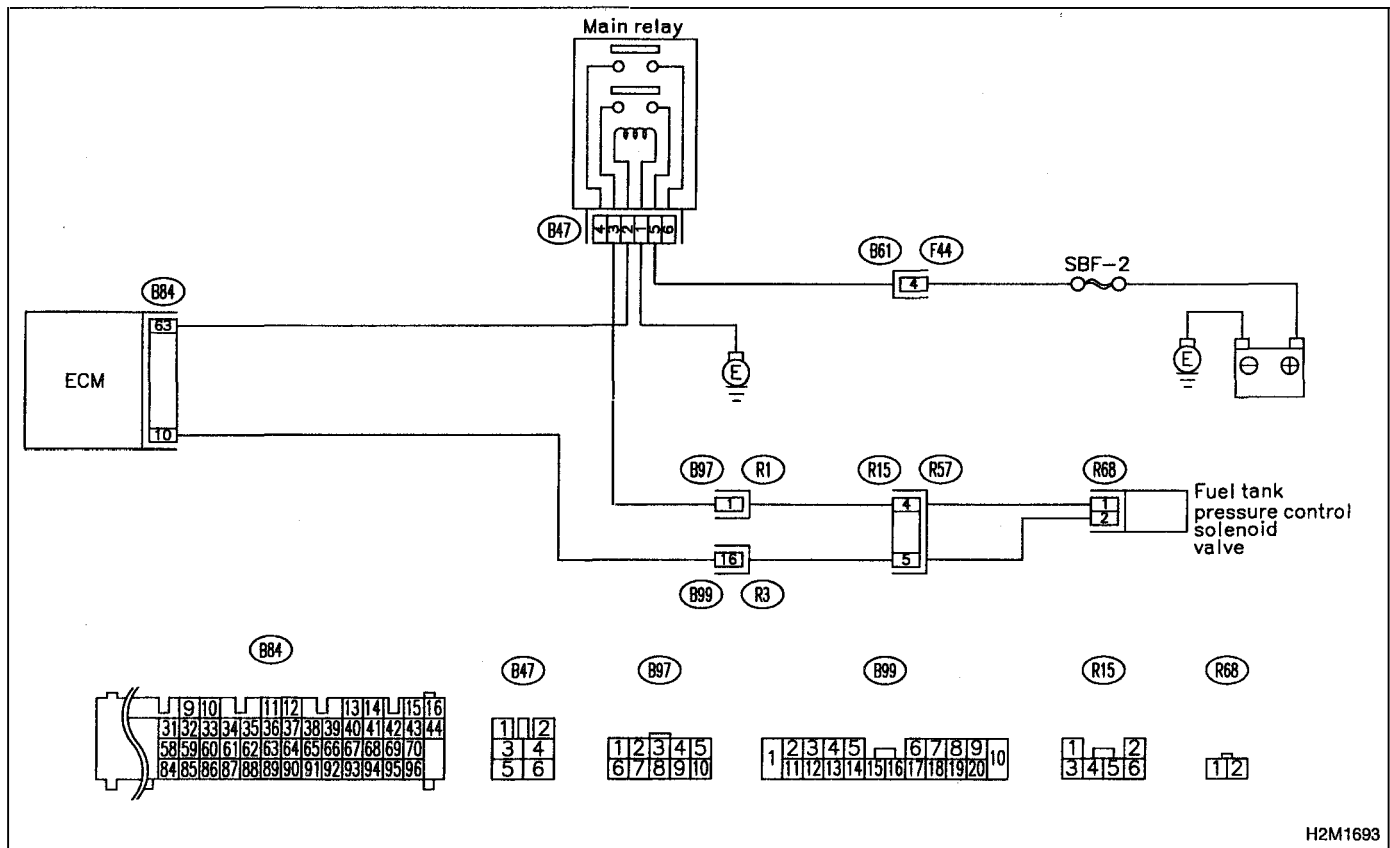 Main relay
B47
4 3 2 1 5 6
B61 F44
4
SBF-2
B84
63
ECM
10
E
E
⊖ ⊕
B97 R1
1
R15 R57
4
5
R68
1
2
Fuel tank
pressure control
solenoid
valve
16
B99 R3
B84
9 10 11 12 13 14 15 16
31 32 33 34 35 36 37 38 39 40 41 42 43 44
58 59 60 61 62 63 64 65 66 67 68 69 70
84 85 86 87 88 89 90 91 92 93 94 95 96
B47
1 2
3 4
5 6
B97
1 2 3 4 5
6 7 8 9 10
B99
1 2 3 4 5 6 7 8 9 10
11 12 13 14 15 16 17 18 19 20
R15
1 2
3 4 5 6
R68
1 2
H2M1693